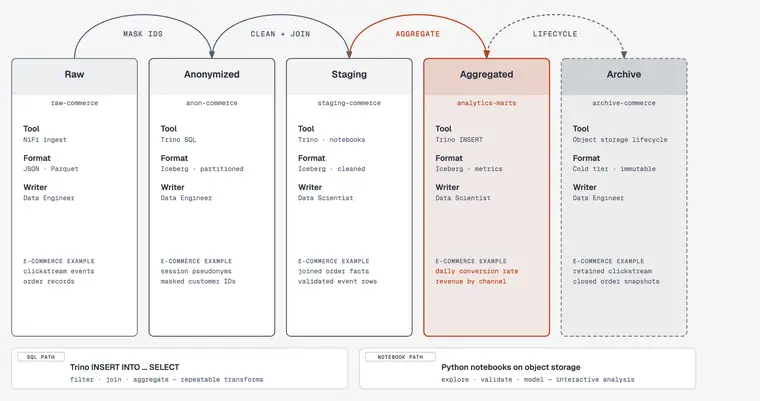 MASK IDS
CLEAN + JOIN
AGGREGATE
LIFECYCLE
Raw
raw-commerce
Tool
NiFi ingest
Format
JSON · Parquet
Writer
Data Engineer
E-COMMERCE EXAMPLE
clickstream events
order records
Anonymized
anon-commerce
Tool
Trino SQL
Format
Iceberg · partitioned
Writer
Data Engineer
E-COMMERCE EXAMPLE
session pseudonyms
masked customer IDs
Staging
staging-commerce
Tool
Trino · notebooks
Format
Iceberg · cleaned
Writer
Data Scientist
E-COMMERCE EXAMPLE
joined order facts
validated event rows
Aggregated
analytics-marts
Tool
Trino INSERT
Format
Iceberg · metrics
Writer
Data Scientist
E-COMMERCE EXAMPLE
daily conversion rate
revenue by channel
Archive
archive-commerce
Tool
Object storage lifecycle
Format
Cold tier · immutable
Writer
Data Engineer
E-COMMERCE EXAMPLE
retained clickstream
closed order snapshots
SQL PATH
Trino INSERT INTO … SELECT
filter · join · aggregate — repeatable transforms
NOTEBOOK PATH
Python notebooks on object storage
explore · validate · model — interactive analysis